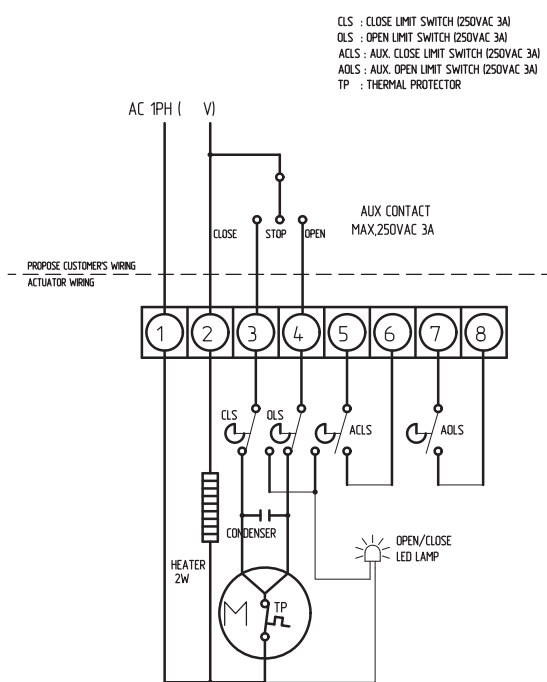 CLS : CLOSE LIMIT SWITCH (250VAC 3A)
OLS : OPEN LIMIT SWITCH (250VAC 3A)
ACLS : AUX. CLOSE LIMIT SWITCH (250VAC 3A)
AOLS : AUX. OPEN LIMIT SWITCH (250VAC 3A)
TP : THERMAL PROTECTOR
AC 1PH ( V)
AUX CONTACT
MAX,250VAC 3A
CLOSE STOP OPEN
PROPOSE CUSTOMER'S WIRING
ACTUATOR WIRING
1 2 3 4 5 6 7 8
CLS OLS ACLS AOLS
CONDENSER
OPEN/CLOSE
LED LAMP
HEATER
2W
M TP